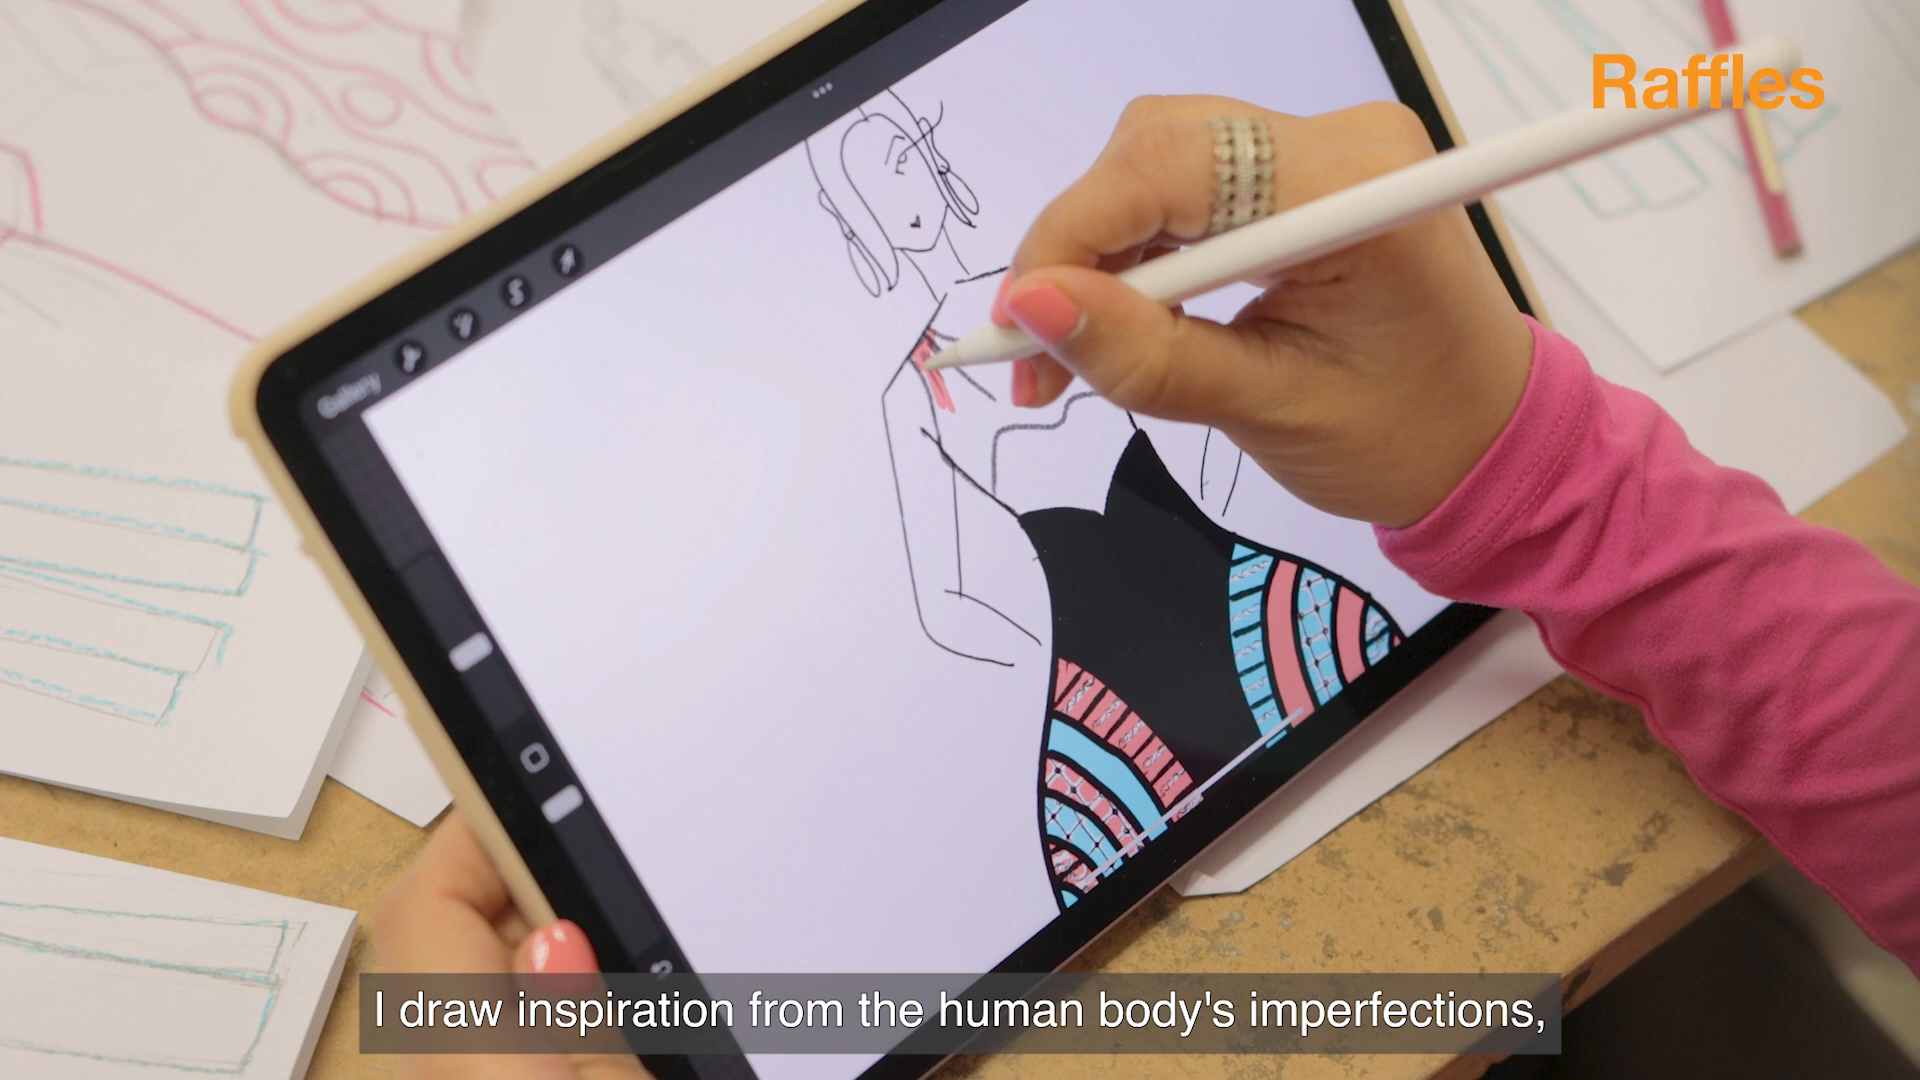 Raffles
Gallery
I draw inspiration from the human body's imperfections,